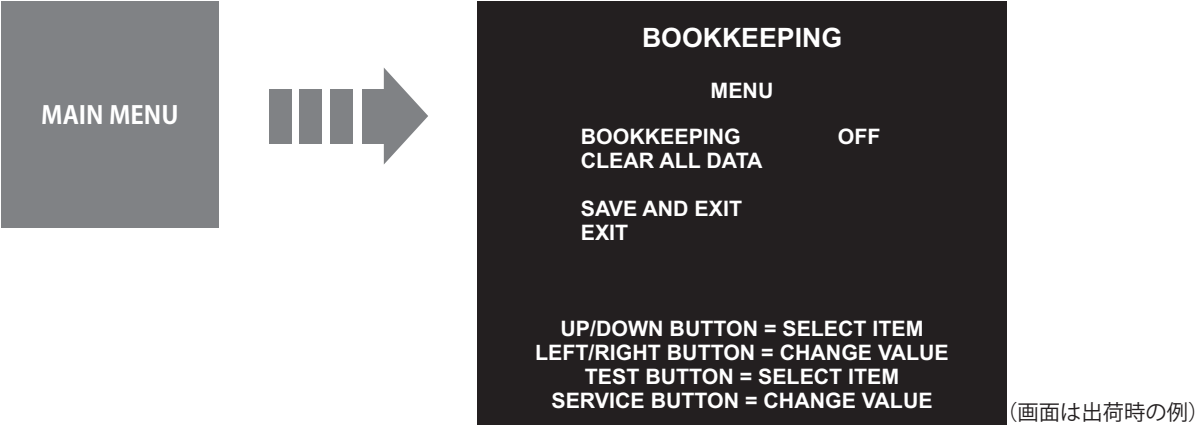 MAIN MENU
BOOKKEEPING
MENU
BOOKKEEPING OFF
CLEAR ALL DATA
SAVE AND EXIT
EXIT
UP/DOWN BUTTON = SELECT ITEM
LEFT/RIGHT BUTTON = CHANGE VALUE
TEST BUTTON = SELECT ITEM
SERVICE BUTTON = CHANGE VALUE
(画面は出荷時の例)